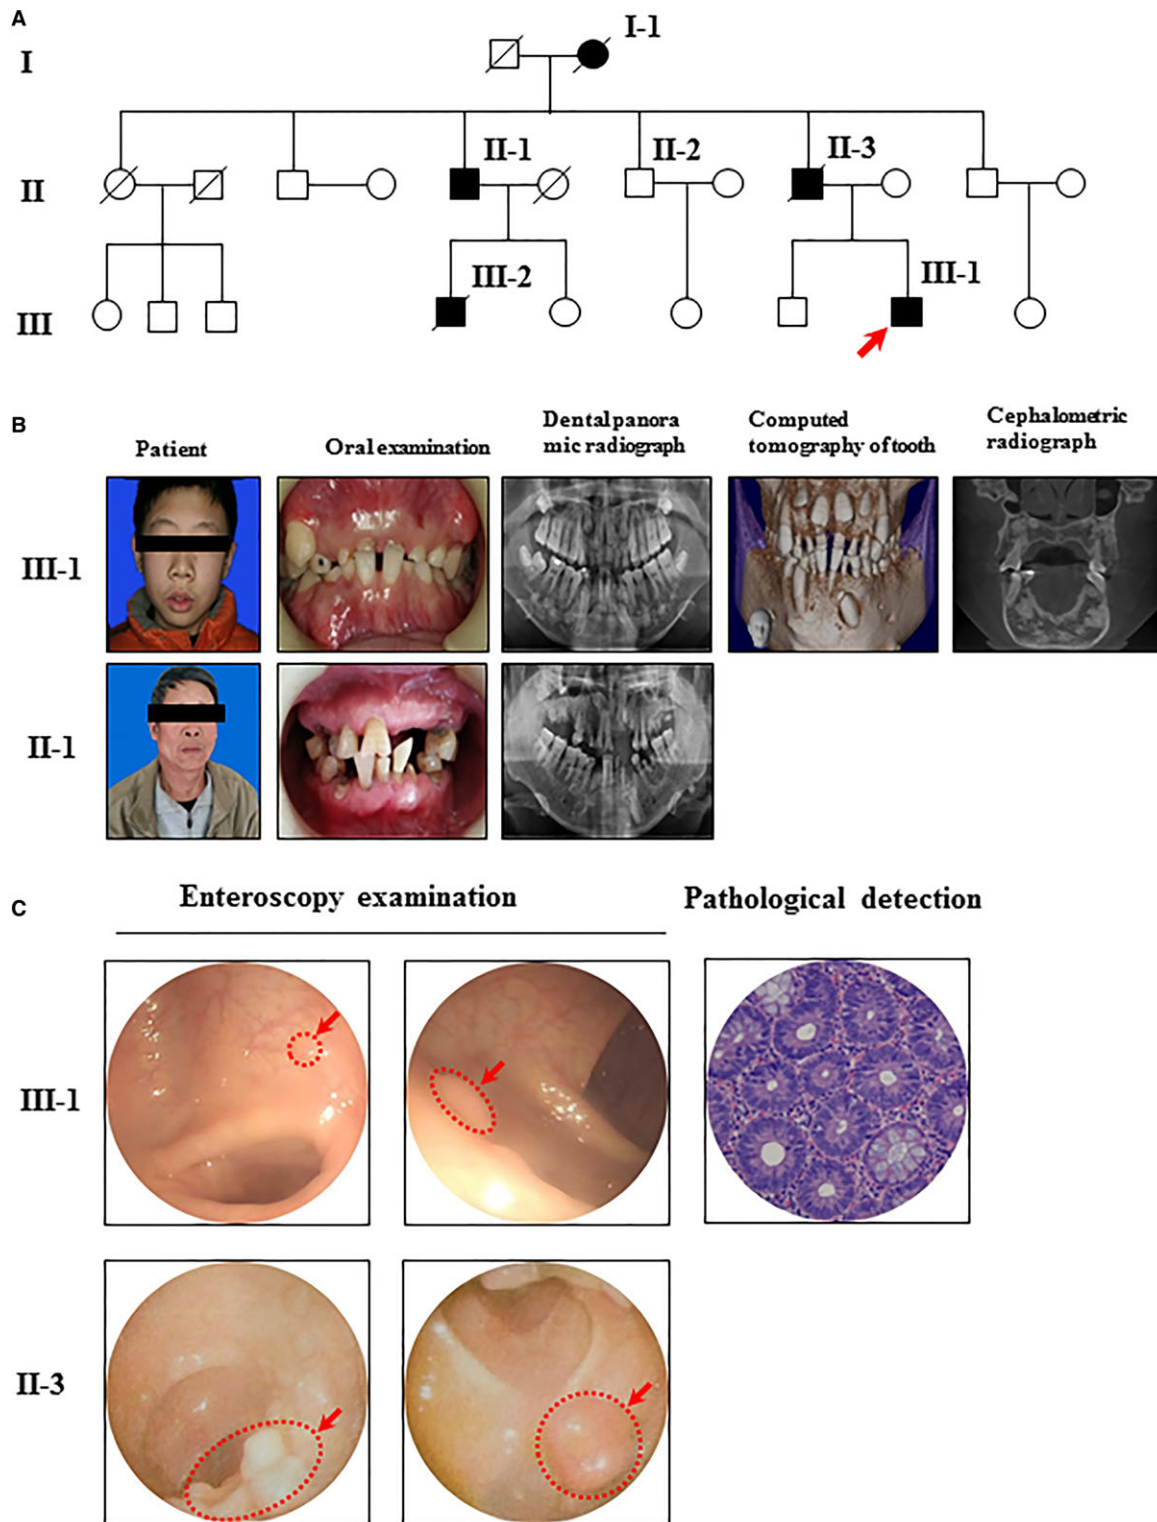 A
I
I-1
II
II-1
II-2
II-3
III
III-2
III-1
B
Patient
Oral examination
Dental panora
mic radiograph
Computed
tomography of tooth
Cephalometric
radiograph
III-1
II-1
C
Enteroscopy examination
Pathological detection
III-1
II-3